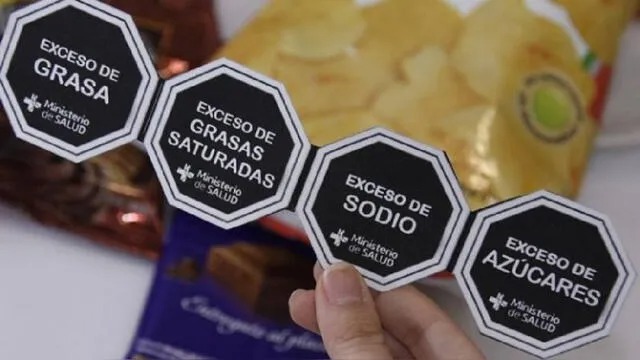 EXCESO DE
GRASA
Ministerio
de SALUD
EXCESO DE
GRASAS
SATURADAS
Ministerio
de SALUD
EXCESO DE
SODIO
Ministerio
de SALUD
EXCESO DE
AZÚCARES
Ministerio
de SALUD